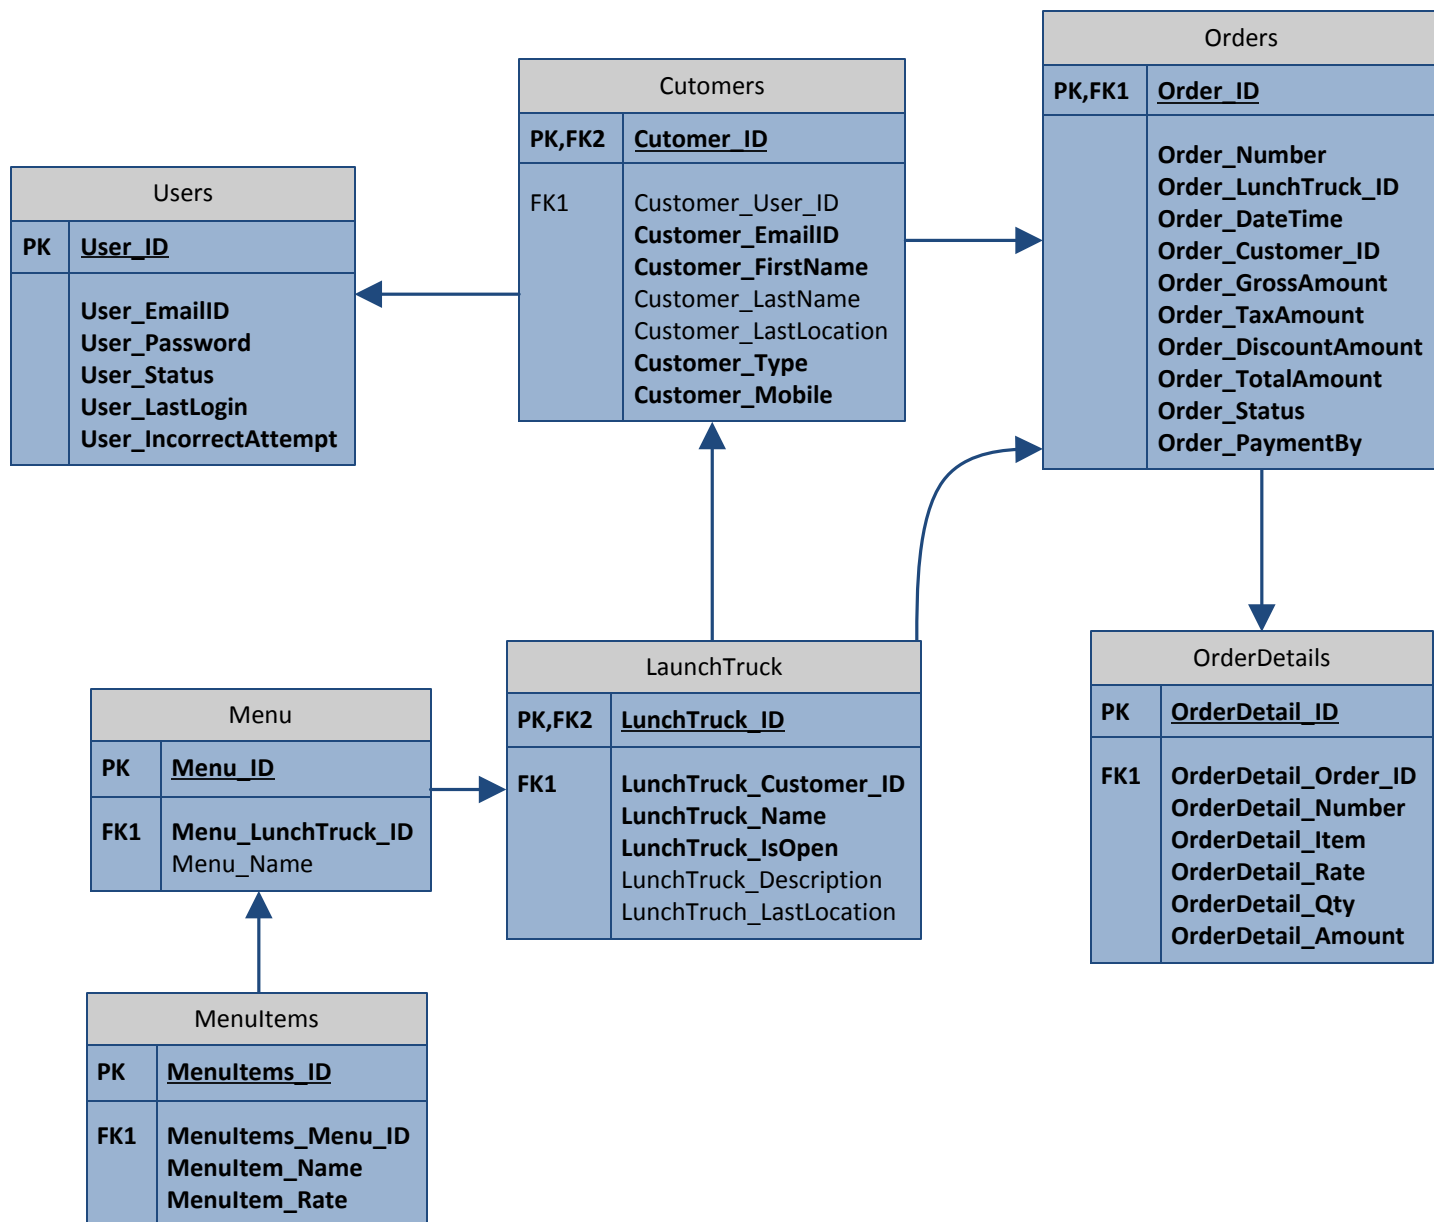 Orders
PK,FK1 Order_ID
Order_Number
Order_LunchTruck_ID
Order_DateTime
Order_Customer_ID
Order_GrossAmount
Order_TaxAmount
Order_DiscountAmount
Order_TotalAmount
Order_Status
Order_PaymentBy
Cutomers
PK,FK2 Cutomer_ID
FK1 Customer_User_ID
Customer_EmailID
Customer_FirstName
Customer_LastName
Customer_LastLocation
Customer_Type
Customer_Mobile
Users
PK User_ID
User_EmailID
User_Password
User_Status
User_LastLogin
User_IncorrectAttempt
LaunchTruck
PK,FK2 LunchTruck_ID
FK1 LunchTruck_Customer_ID
LunchTruck_Name
LunchTruck_IsOpen
LunchTruck_Description
LunchTruch_LastLocation
OrderDetails
PK OrderDetail_ID
FK1 OrderDetail_Order_ID
OrderDetail_Number
OrderDetail_Item
OrderDetail_Rate
OrderDetail_Qty
OrderDetail_Amount
Menu
PK Menu_ID
FK1 Menu_LunchTruck_ID
Menu_Name
MenuItems
PK MenuItems_ID
FK1 MenuItems_Menu_ID
MenuItem_Name
MenuItem_Rate